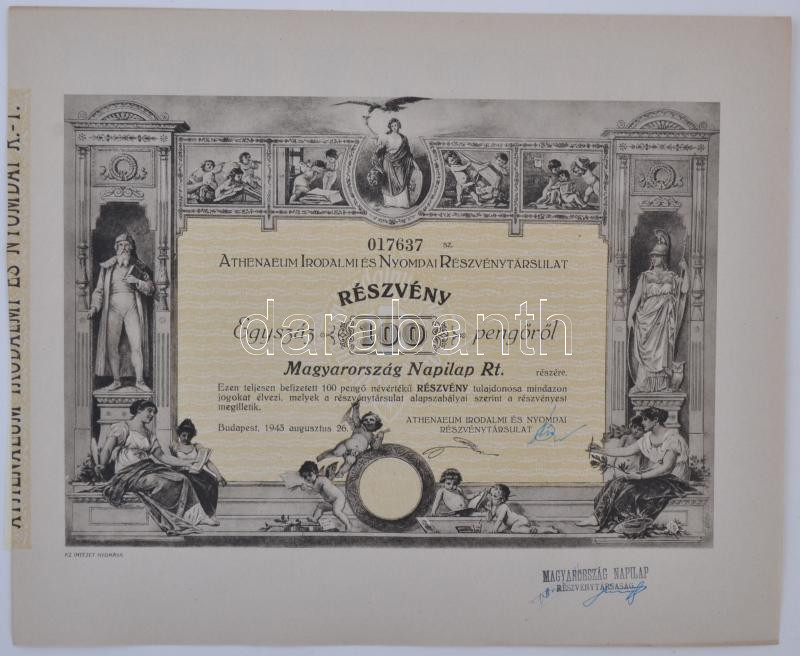 ATHENAEUM IRODALMI ÉS NYOMDAI R.-T.
017637 SZ.
ATHENAEUM IRODALMI ÉS NYOMDAI RÉSZVÉNYTÁRSULAT
RÉSZVÉNY
Egyszáz 100 pengőről
darabanth
Magyarország Napilap Rt. részére.
Ezen teljesen befizetett 100 pengő névértékű RÉSZVÉNY tulajdonosa mindazon
jogokat élvezi, melyek a részvénytársulat alapszabályai szerint a részvényest
megilletik.
Budapest, 1943 augusztus 26.
ATHENAEUM IRODALMI ÉS NYOMDAI
RÉSZVÉNYTÁRSULAT
AZ INTÉZET NYOMÁSA
MAGYARORSZÁG NAPILAP
RÉSZVÉNYTÁRSASÁG